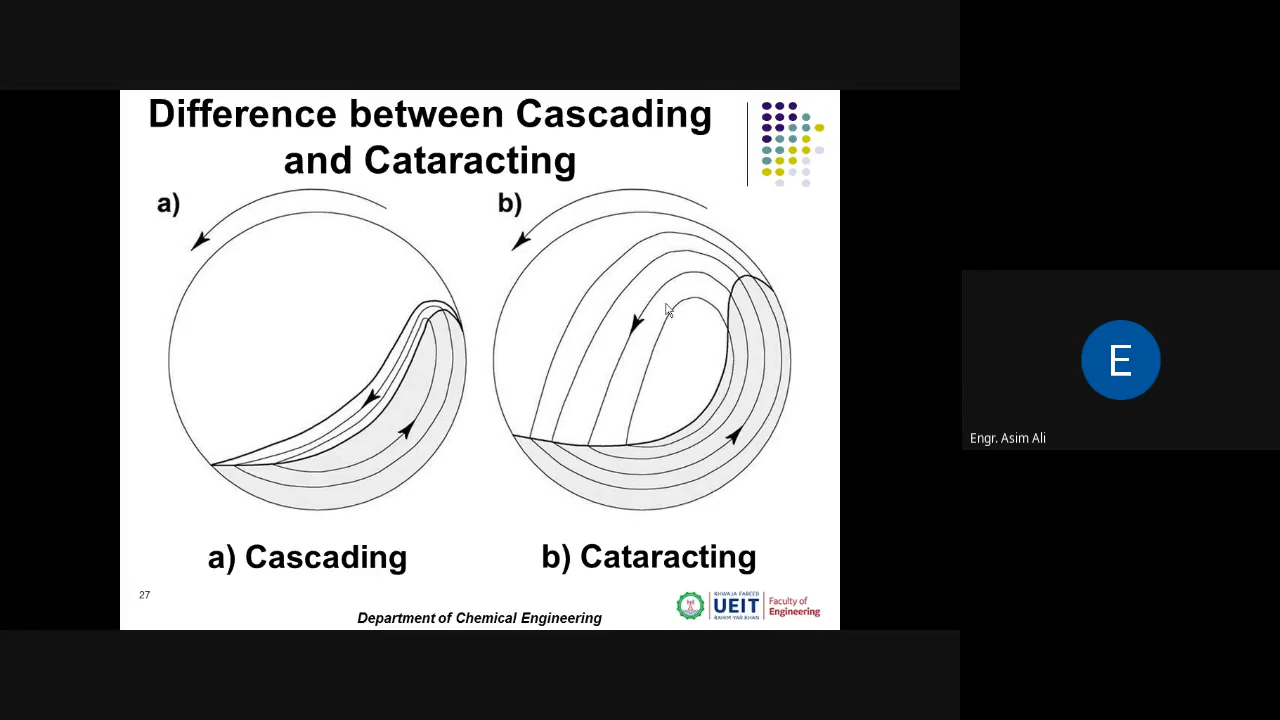 Difference between Cascading
and Cataracting
a)
b)
a) Cascading
b) Cataracting
27
Department of Chemical Engineering
KHWAJA FAREED
UEIT
RAHIM YAR KHAN
Faculty of
Engineering
E
Engr. Asim Ali